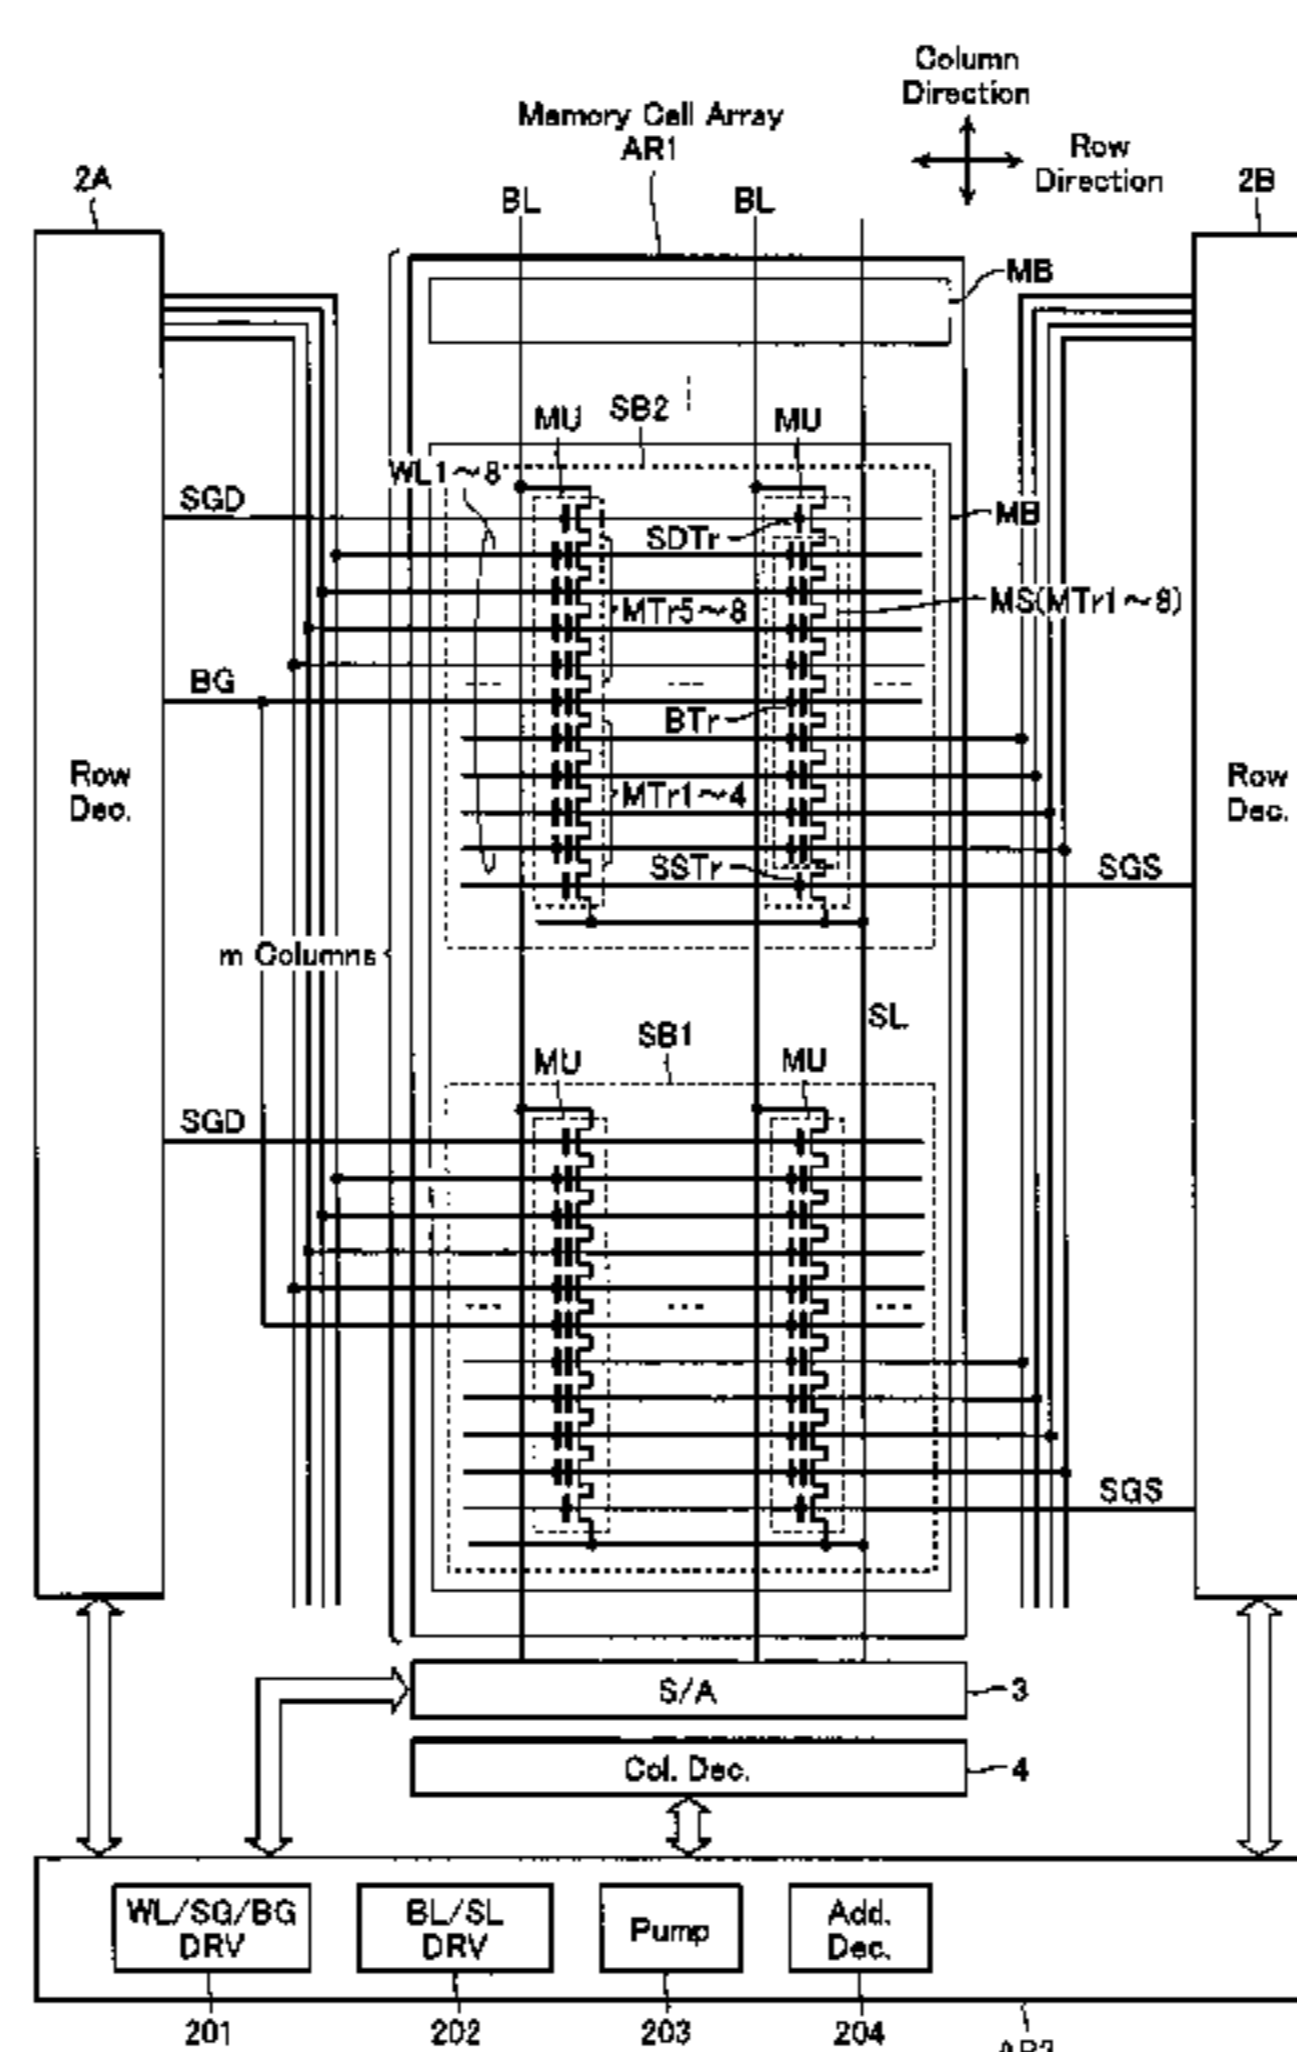 Column
Direction
Memory Cell Array
AR1
Row
Direction
2A
2B
BL
BL
MB
MU
SB2
MU
WL1～8
SGD
MB
SDTr
MTr5～8
MS(MTr1～8)
BG
BTr
Row
Dec.
Row
Dec.
MTr1～4
SSTr
SGS
m Columns
SL
SB1
MU
MU
SGD
SGS
S/A
3
Col. Dec.
4
WL/SG/BG
DRV
BL/SL
DRV
Pump
Add.
Dec.
201
202
203
204